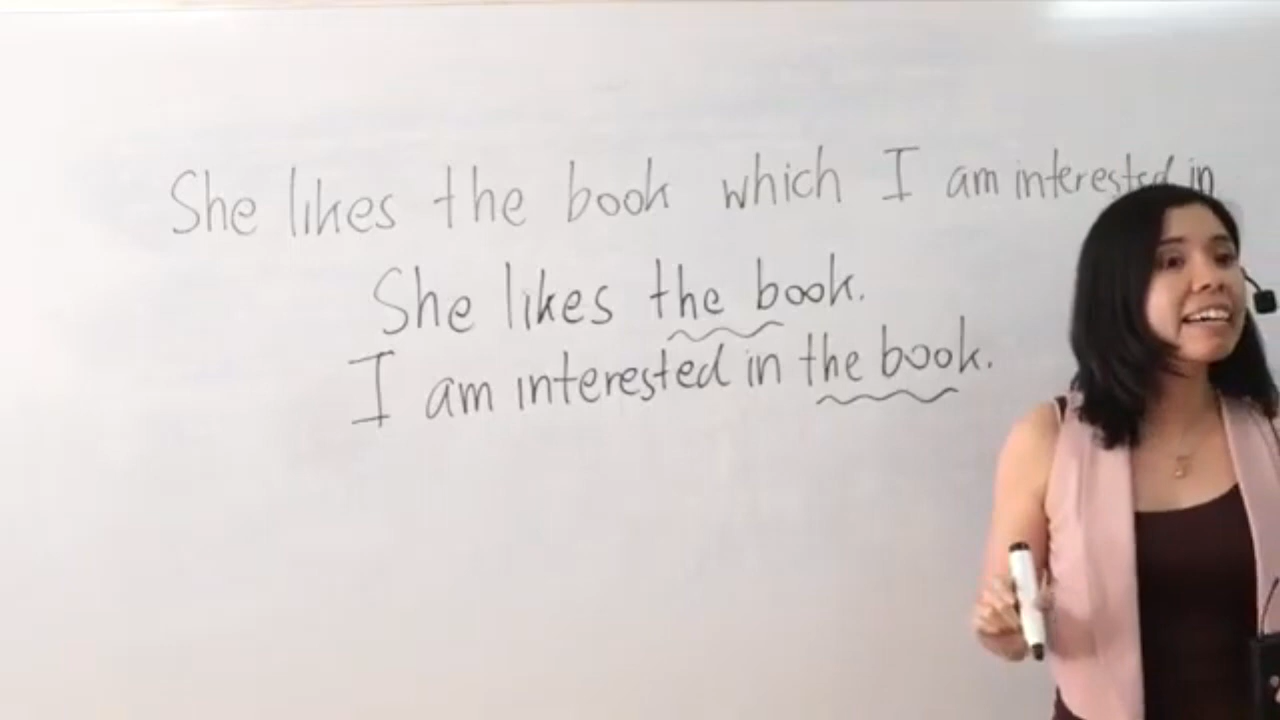 She likes the book which I am interested in
She likes the book.
I am interested in the book.